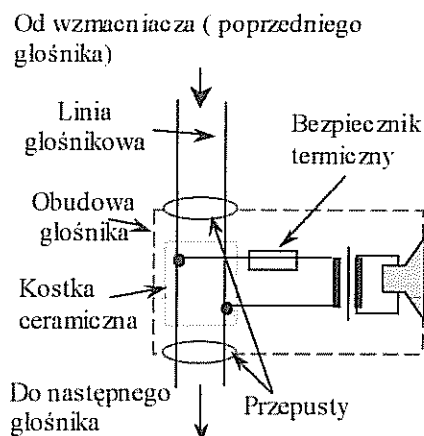 Od wzmacniacza ( poprzedniego
głośnika)
Linia
głośnikowa
Bezpiecznik
termiczny
Obudowa
głośnika
Kostka
ceramiczna
Do następnego
głośnika
Przepusty